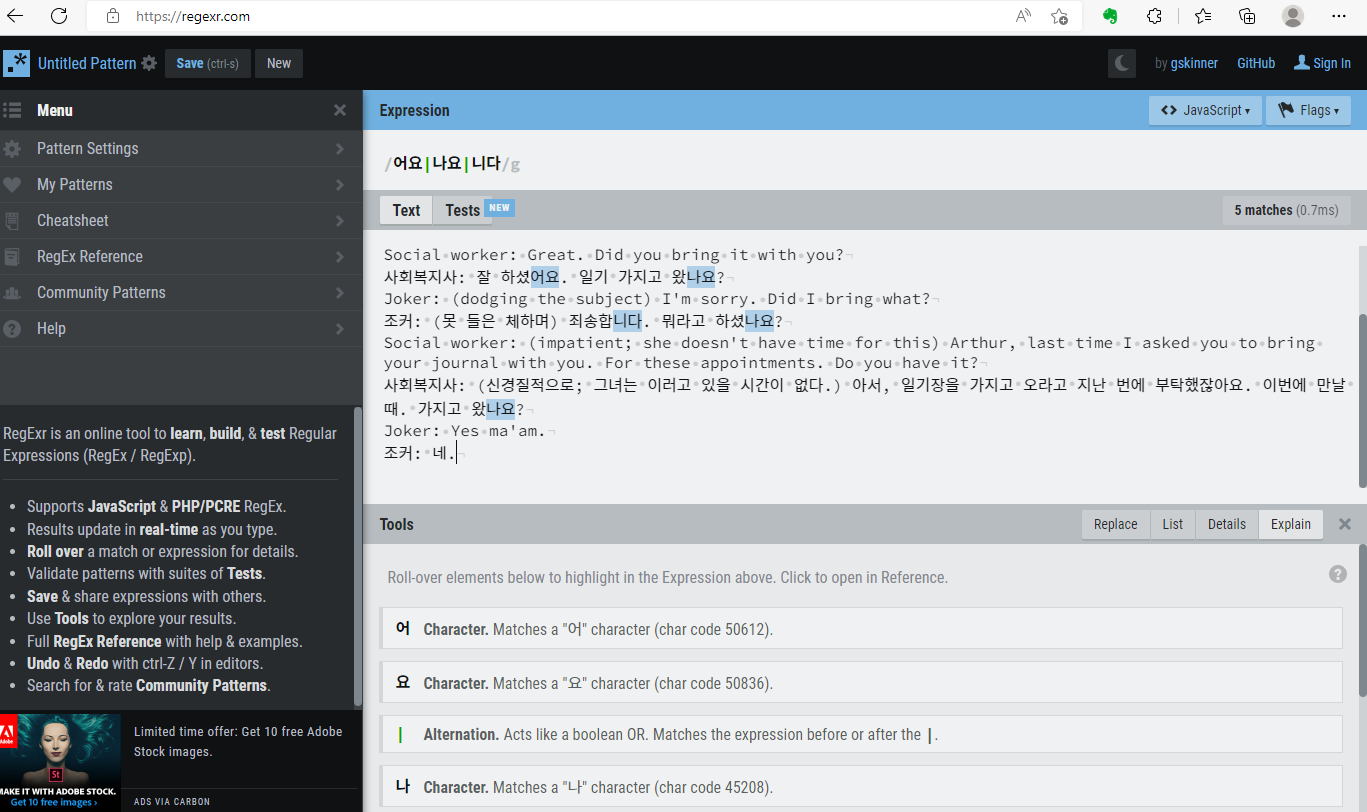 https://regexr.com
Untitled Pattern
Save (ctrl-s)
New
by gskinner
GitHub
Sign In
Menu
Pattern Settings
My Patterns
Cheatsheet
RegEx Reference
Community Patterns
Help
RegExr is an online tool to learn, build, & test Regular
Expressions (RegEx / RegExp).
• Supports JavaScript & PHP/PCRE RegEx.
• Results update in real-time as you type.
• Roll over a match or expression for details.
• Validate patterns with suites of Tests.
• Save & share expressions with others.
• Use Tools to explore your results.
• Full RegEx Reference with help & examples.
• Undo & Redo with ctrl-Z / Y in editors.
• Search for & rate Community Patterns.
Adobe
St
MAKE IT WITH ADOBE STOCK.
Get 10 free images ›
Limited time offer: Get 10 free Adobe
Stock images.
ADS VIA CARBON
Expression
<> JavaScript ▾
Flags ▾
/어요|나요|니다/g
Text
Tests NEW
5 matches (0.7ms)
Social worker: Great. Did you bring it with you?
사회복지사: 잘 하셨어요. 일기 가지고 왔나요?
Joker: (dodging the subject) I'm sorry. Did I bring what?
조커: (못 들은 체하며) 죄송합니다. 뭐라고 하셨나요?
Social worker: (impatient; she doesn't have time for this) Arthur, last time I asked you to bring
your journal with you. For these appointments. Do you have it?
사회복지사: (신경질적으로; 그녀는 이러고 있을 시간이 없다.) 아서, 일기장을 가지고 오라고 지난 번에 부탁했잖아요. 이번에 만날
때. 가지고 왔나요?
Joker: Yes ma'am.
조커: 네.
Tools
Replace
List
Details
Explain
Roll-over elements below to highlight in the Expression above. Click to open in Reference.
어 Character. Matches a "어" character (char code 50612).
요 Character. Matches a "요" character (char code 50836).
| Alternation. Acts like a boolean OR. Matches the expression before or after the |.
나 Character. Matches a "나" character (char code 45208).